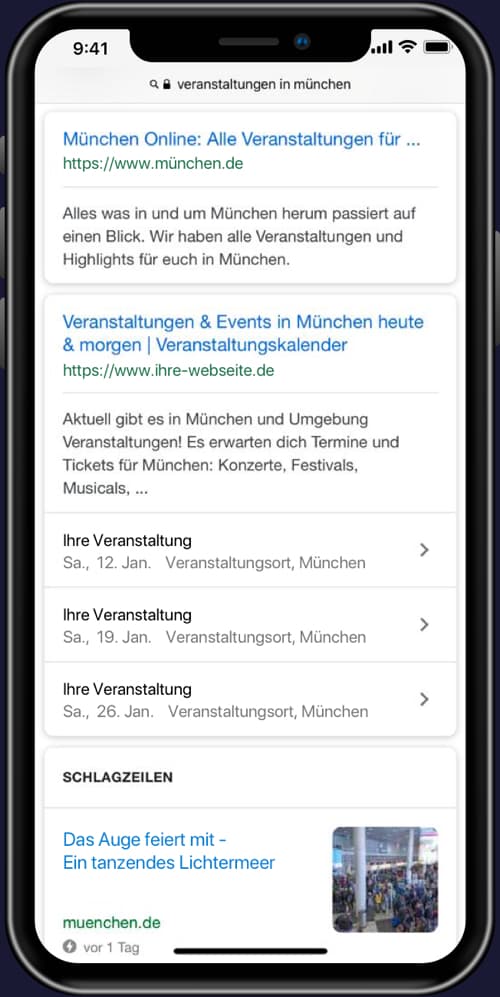 9:41
veranstaltungen in münchen
München Online: Alle Veranstaltungen für ...
https://www.münchen.de
Alles was in und um München herum passiert auf
einen Blick. Wir haben alle Veranstaltungen und
Highlights für euch in München.
Veranstaltungen & Events in München heute
& morgen | Veranstaltungskalender
https://www.ihre-webseite.de
Aktuell gibt es in München und Umgebung
Veranstaltungen! Es erwarten dich Termine und
Tickets für München: Konzerte, Festivals,
Musicals, ...
Ihre Veranstaltung
Sa., 12. Jan. Veranstaltungsort, München
Ihre Veranstaltung
Sa., 19. Jan. Veranstaltungsort, München
Ihre Veranstaltung
Sa., 26. Jan. Veranstaltungsort, München
SCHLAGZEILEN
Das Auge feiert mit -
Ein tanzendes Lichtermeer
muenchen.de
vor 1 Tag